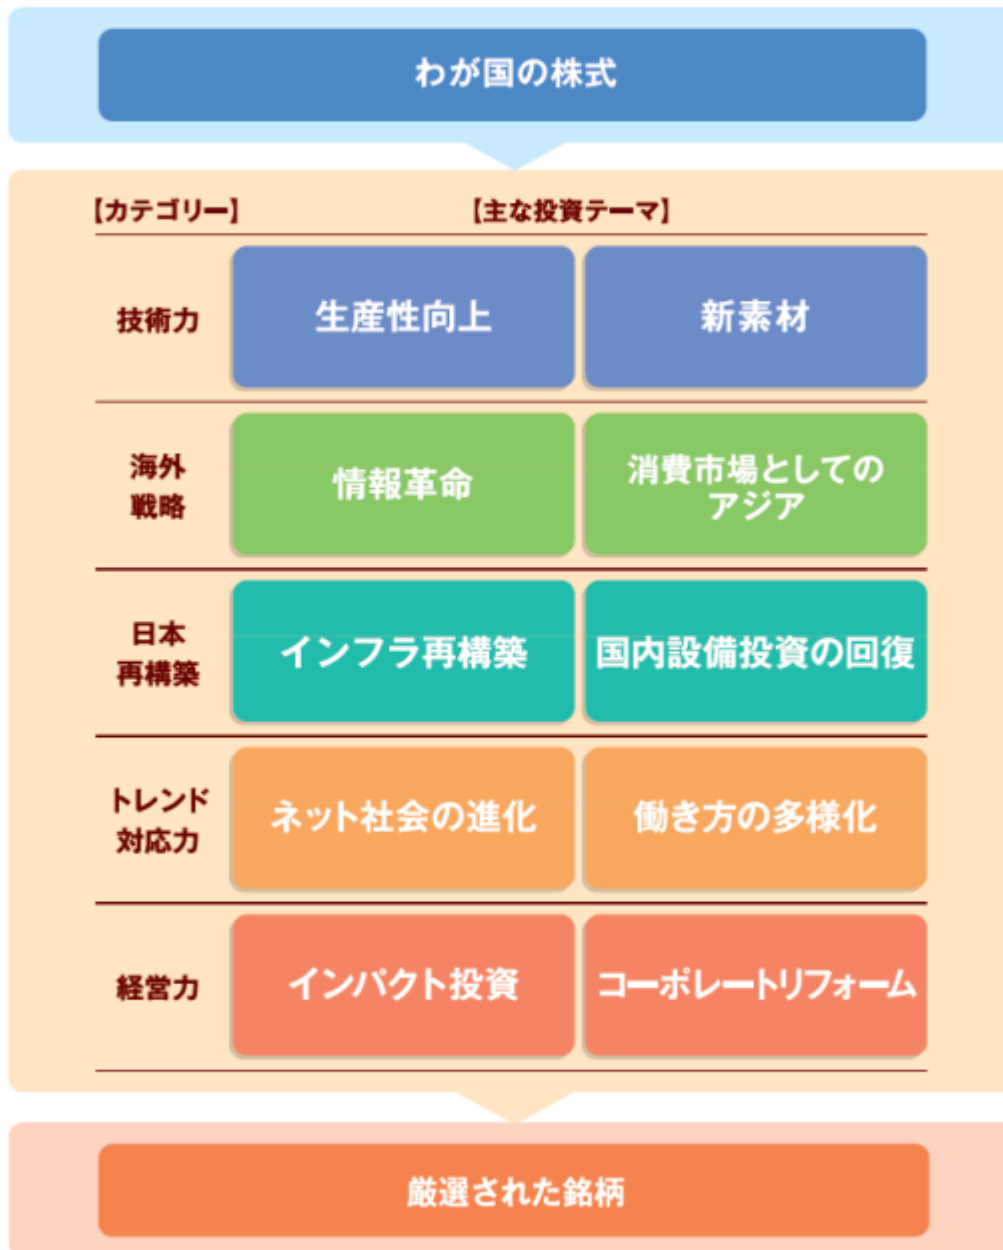 わが国の株式
【カテゴリー】
【主な投資テーマ】
技術力
生産性向上
新素材
海外
戦略
情報革命
消費市場としての
アジア
日本
再構築
インフラ再構築
国内設備投資の回復
トレンド
対応力
ネット社会の進化
働き方の多様化
経営力
インパクト投資
コーポレートリフォーム
厳選された銘柄